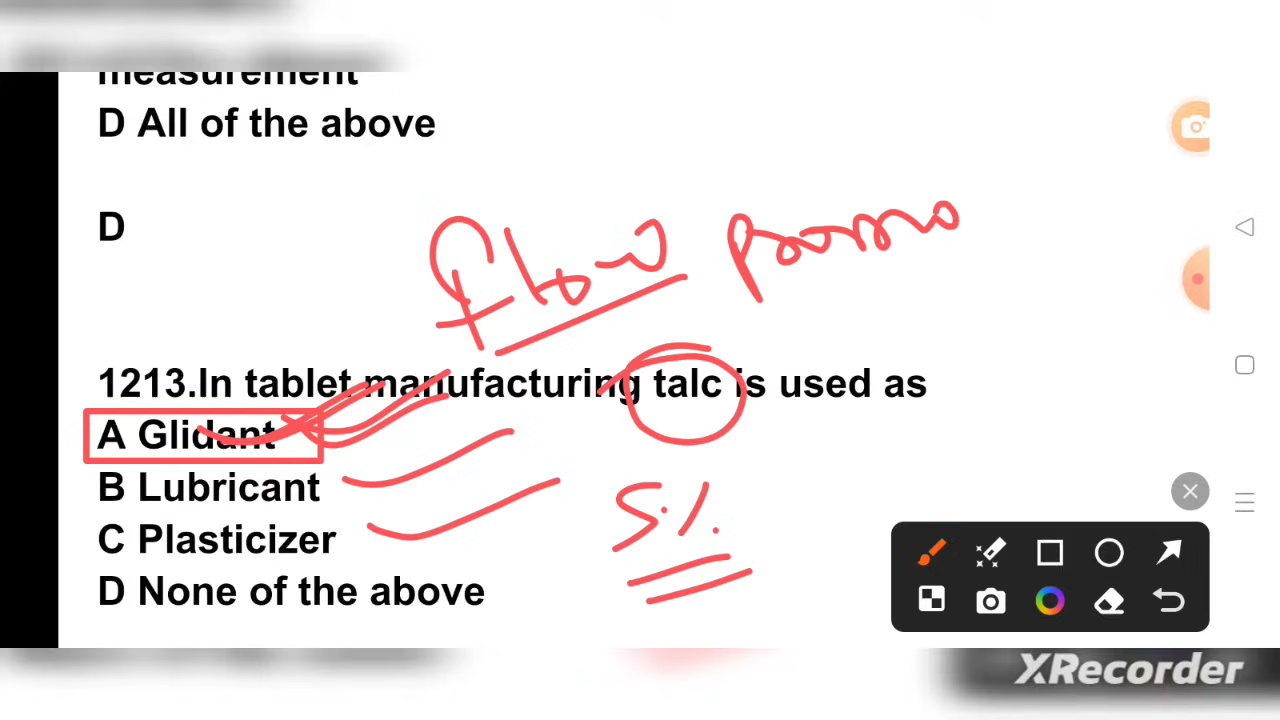 measurement
D All of the above
D
flow promo
1213.In tablet manufacturing talc is used as
A Glidant
B Lubricant
5%
C Plasticizer
D None of the above
XRecorder